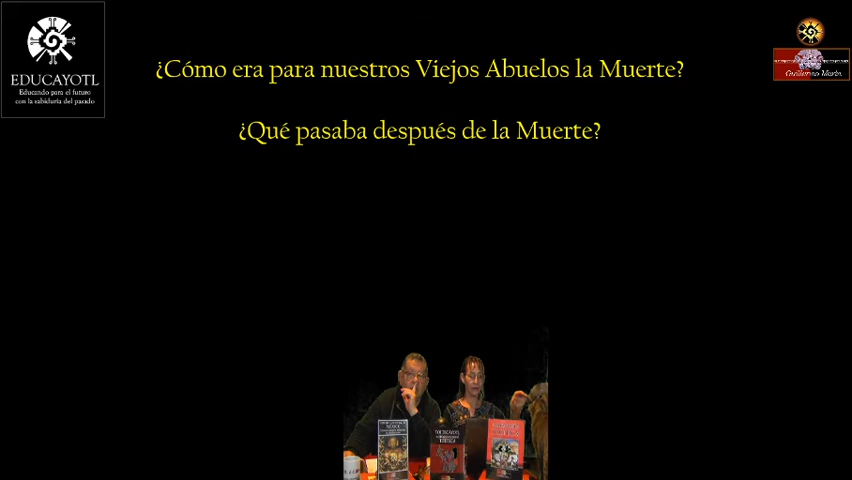 EDUCAYOTL
Educando para el futuro
con la sabiduría del pasado
¿Cómo era para nuestros Viejos Abuelos la Muerte?
¿Qué pasaba después de la Muerte?
Guillermo Marín